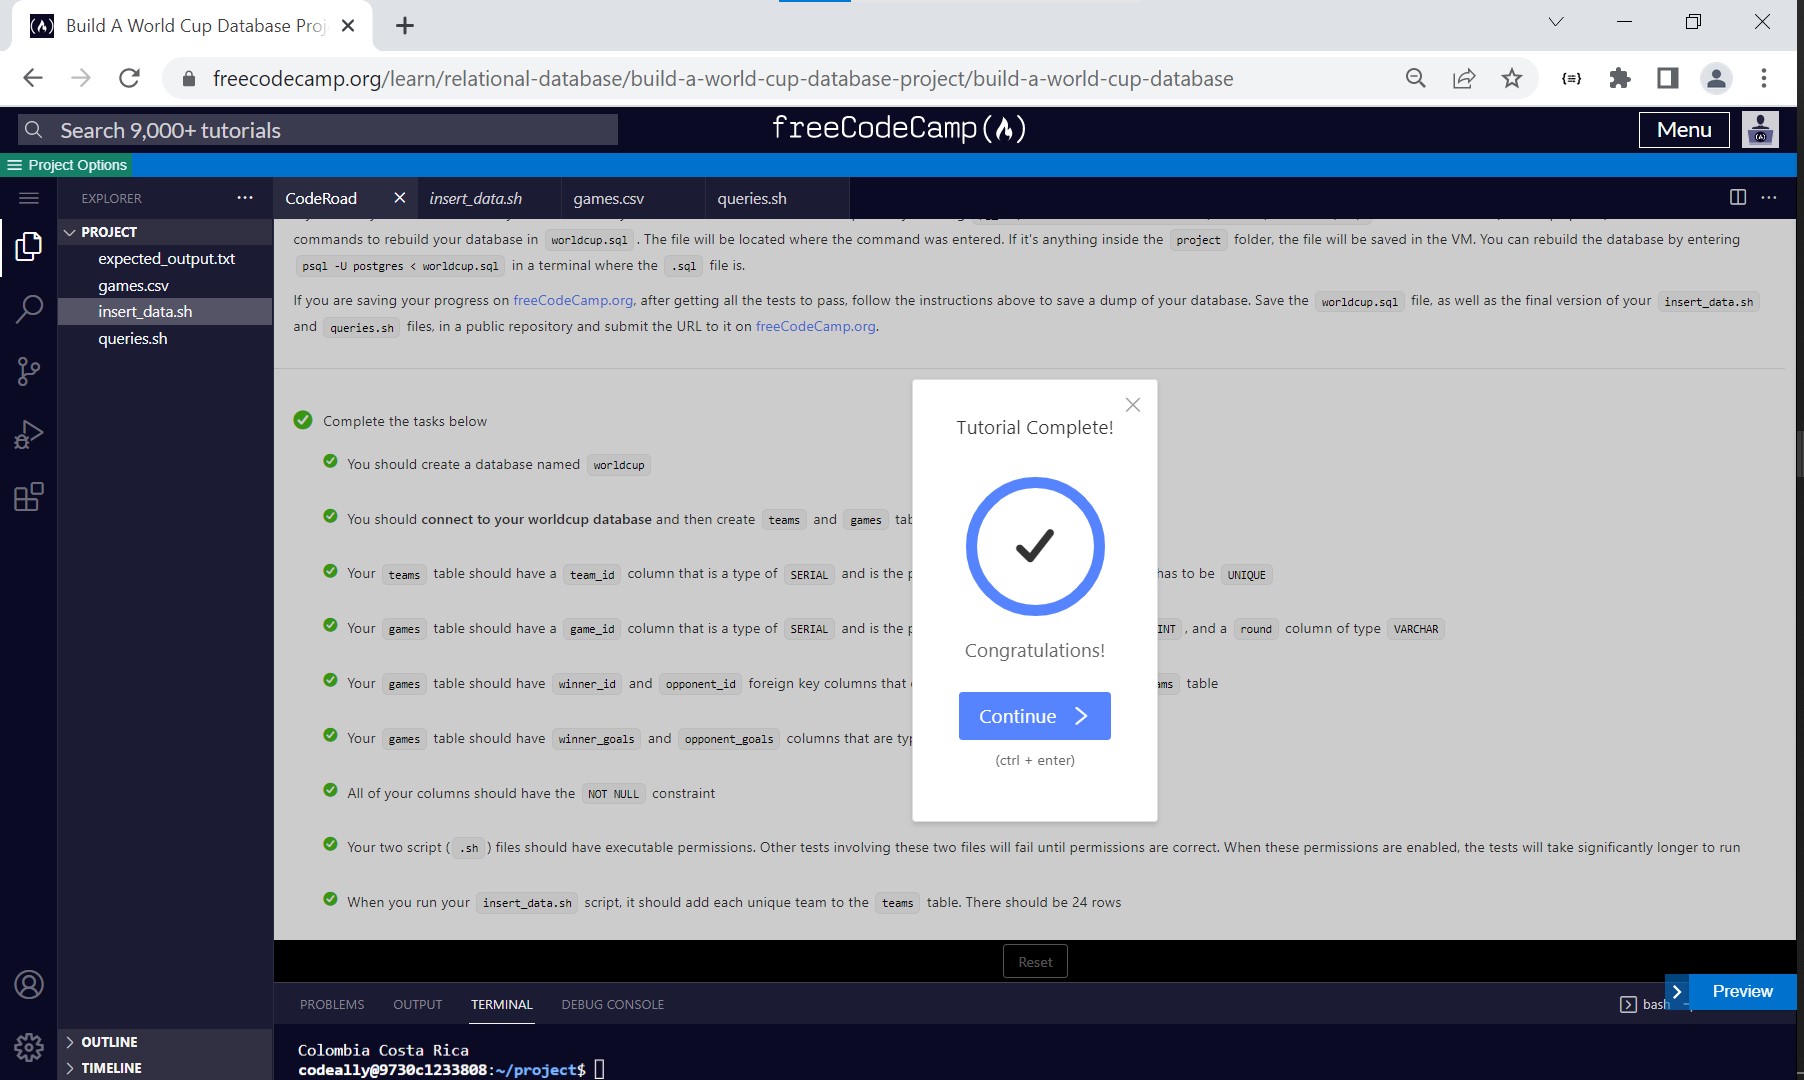 Build A World Cup Database Proj
freecodecamp.org/learn/relational-database/build-a-world-cup-database-project/build-a-world-cup-database
Search 9,000+ tutorials
freeCodeCamp(🔥)
Menu
Project Options
EXPLORER
CodeRoad
insert_data.sh
games.csv
queries.sh
PROJECT
expected_output.txt
games.csv
insert_data.sh
queries.sh
commands to rebuild your database in worldcup.sql . The file will be located where the command was entered. If it's anything inside the project folder, the file will be saved in the VM. You can rebuild the database by entering
psql -U postgres < worldcup.sql in a terminal where the .sql file is.
If you are saving your progress on freeCodeCamp.org, after getting all the tests to pass, follow the instructions above to save a dump of your database. Save the worldcup.sql file, as well as the final version of your insert_data.sh
and queries.sh files, in a public repository and submit the URL to it on freeCodeCamp.org.
Complete the tasks below
You should create a database named worldcup
You should connect to your worldcup database and then create teams and games tab
Your teams table should have a team_id column that is a type of SERIAL and is the p has to be UNIQUE
Your games table should have a game_id column that is a type of SERIAL and is the p INT , and a round column of type VARCHAR
Your games table should have winner_id and opponent_id foreign key columns that ms table
Your games table should have winner_goals and opponent_goals columns that are typ
All of your columns should have the NOT NULL constraint
Your two script ( .sh ) files should have executable permissions. Other tests involving these two files will fail until permissions are correct. When these permissions are enabled, the tests will take significantly longer to run
When you run your insert_data.sh script, it should add each unique team to the teams table. There should be 24 rows
Tutorial Complete!
Congratulations!
Continue
(ctrl + enter)
Reset
PROBLEMS
OUTPUT
TERMINAL
DEBUG CONSOLE
bash
Preview
OUTLINE
TIMELINE
Colombia Costa Rica
codeally@9730c1233808:~/project$